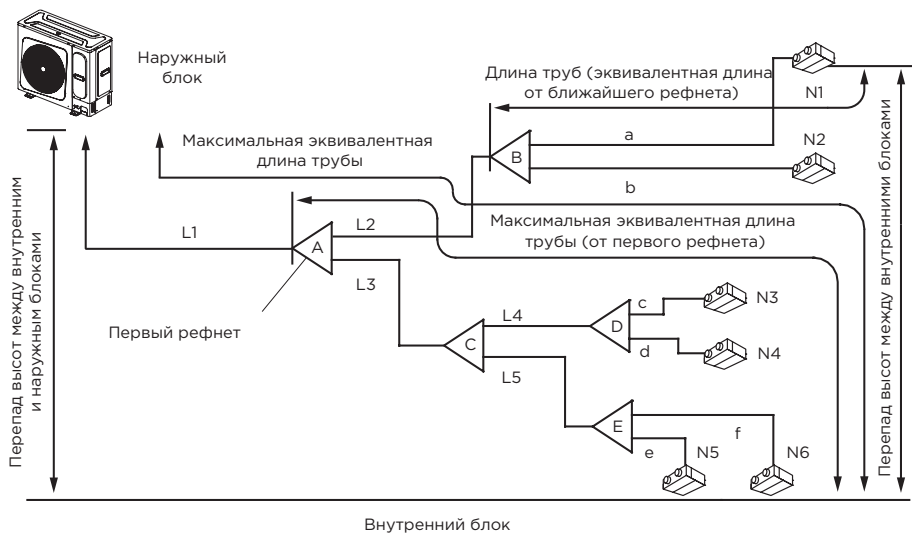 Наружный
блок
Длина труб (эквивалентная длина
от ближайшего рефнета)
N1
Максимальная эквивалентная
длина трубы
a
B
N2
b
L1
L2
A
L3
Максимальная эквивалентная длина
трубы (от первого рефнета)
Первый рефнет
L4
C
L5
c
D
d
N3
N4
E
e
f
N5
N6
Перепад высот между внутренним
и наружным блоками
Перепад высот между внутренними блоками
Внутренний блок